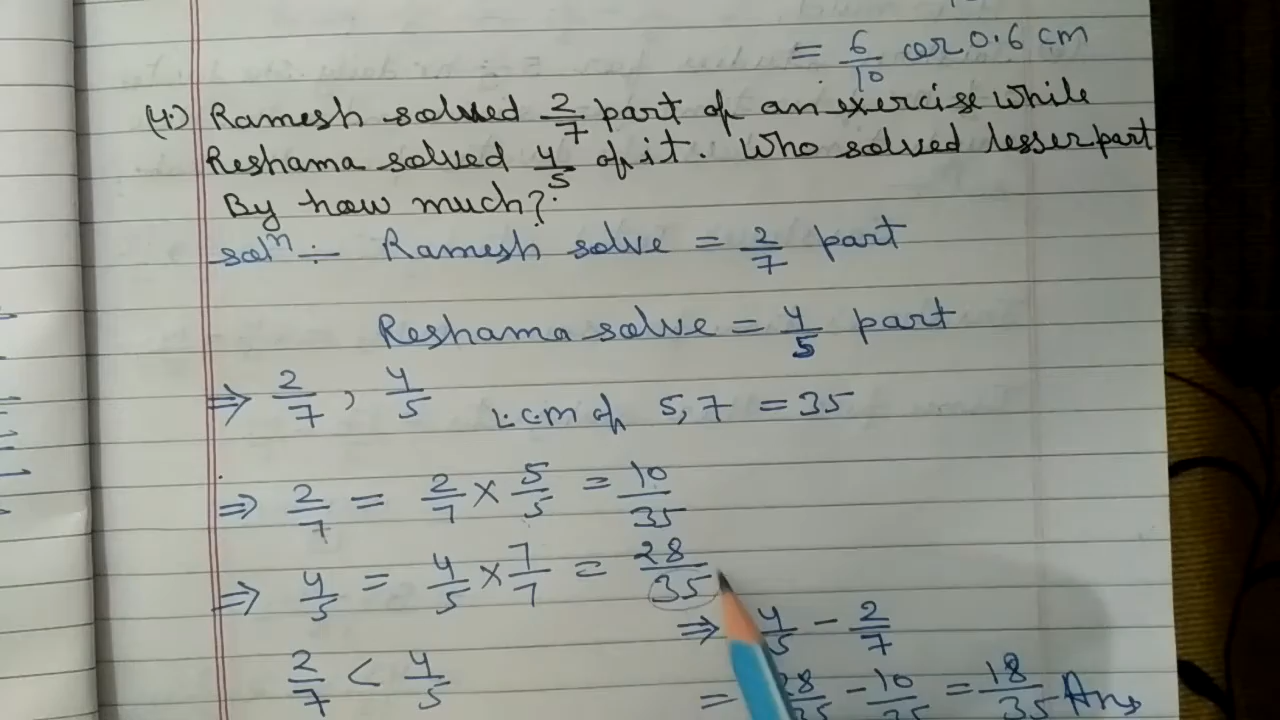 = 6/10 or 0.6 cm
(4.) Ramesh solved 2/7 part of an exercise while
Reshama solved 4/5 of it. Who solved lesser part
By how much?
Solⁿ :- Ramesh solve = 2/7 part
Reshama solve = 4/5 part
⇒ 2/7, 4/5 L.C.M of 5,7 = 35
⇒ 2/7 = 2/7 × 5/5 = 10/35
⇒ 4/5 = 4/5 × 7/7 = 28/35
⇒ 4/5 - 2/7
2/7 < 4/5
= 28/35 - 10/35 = 18/35 Ans